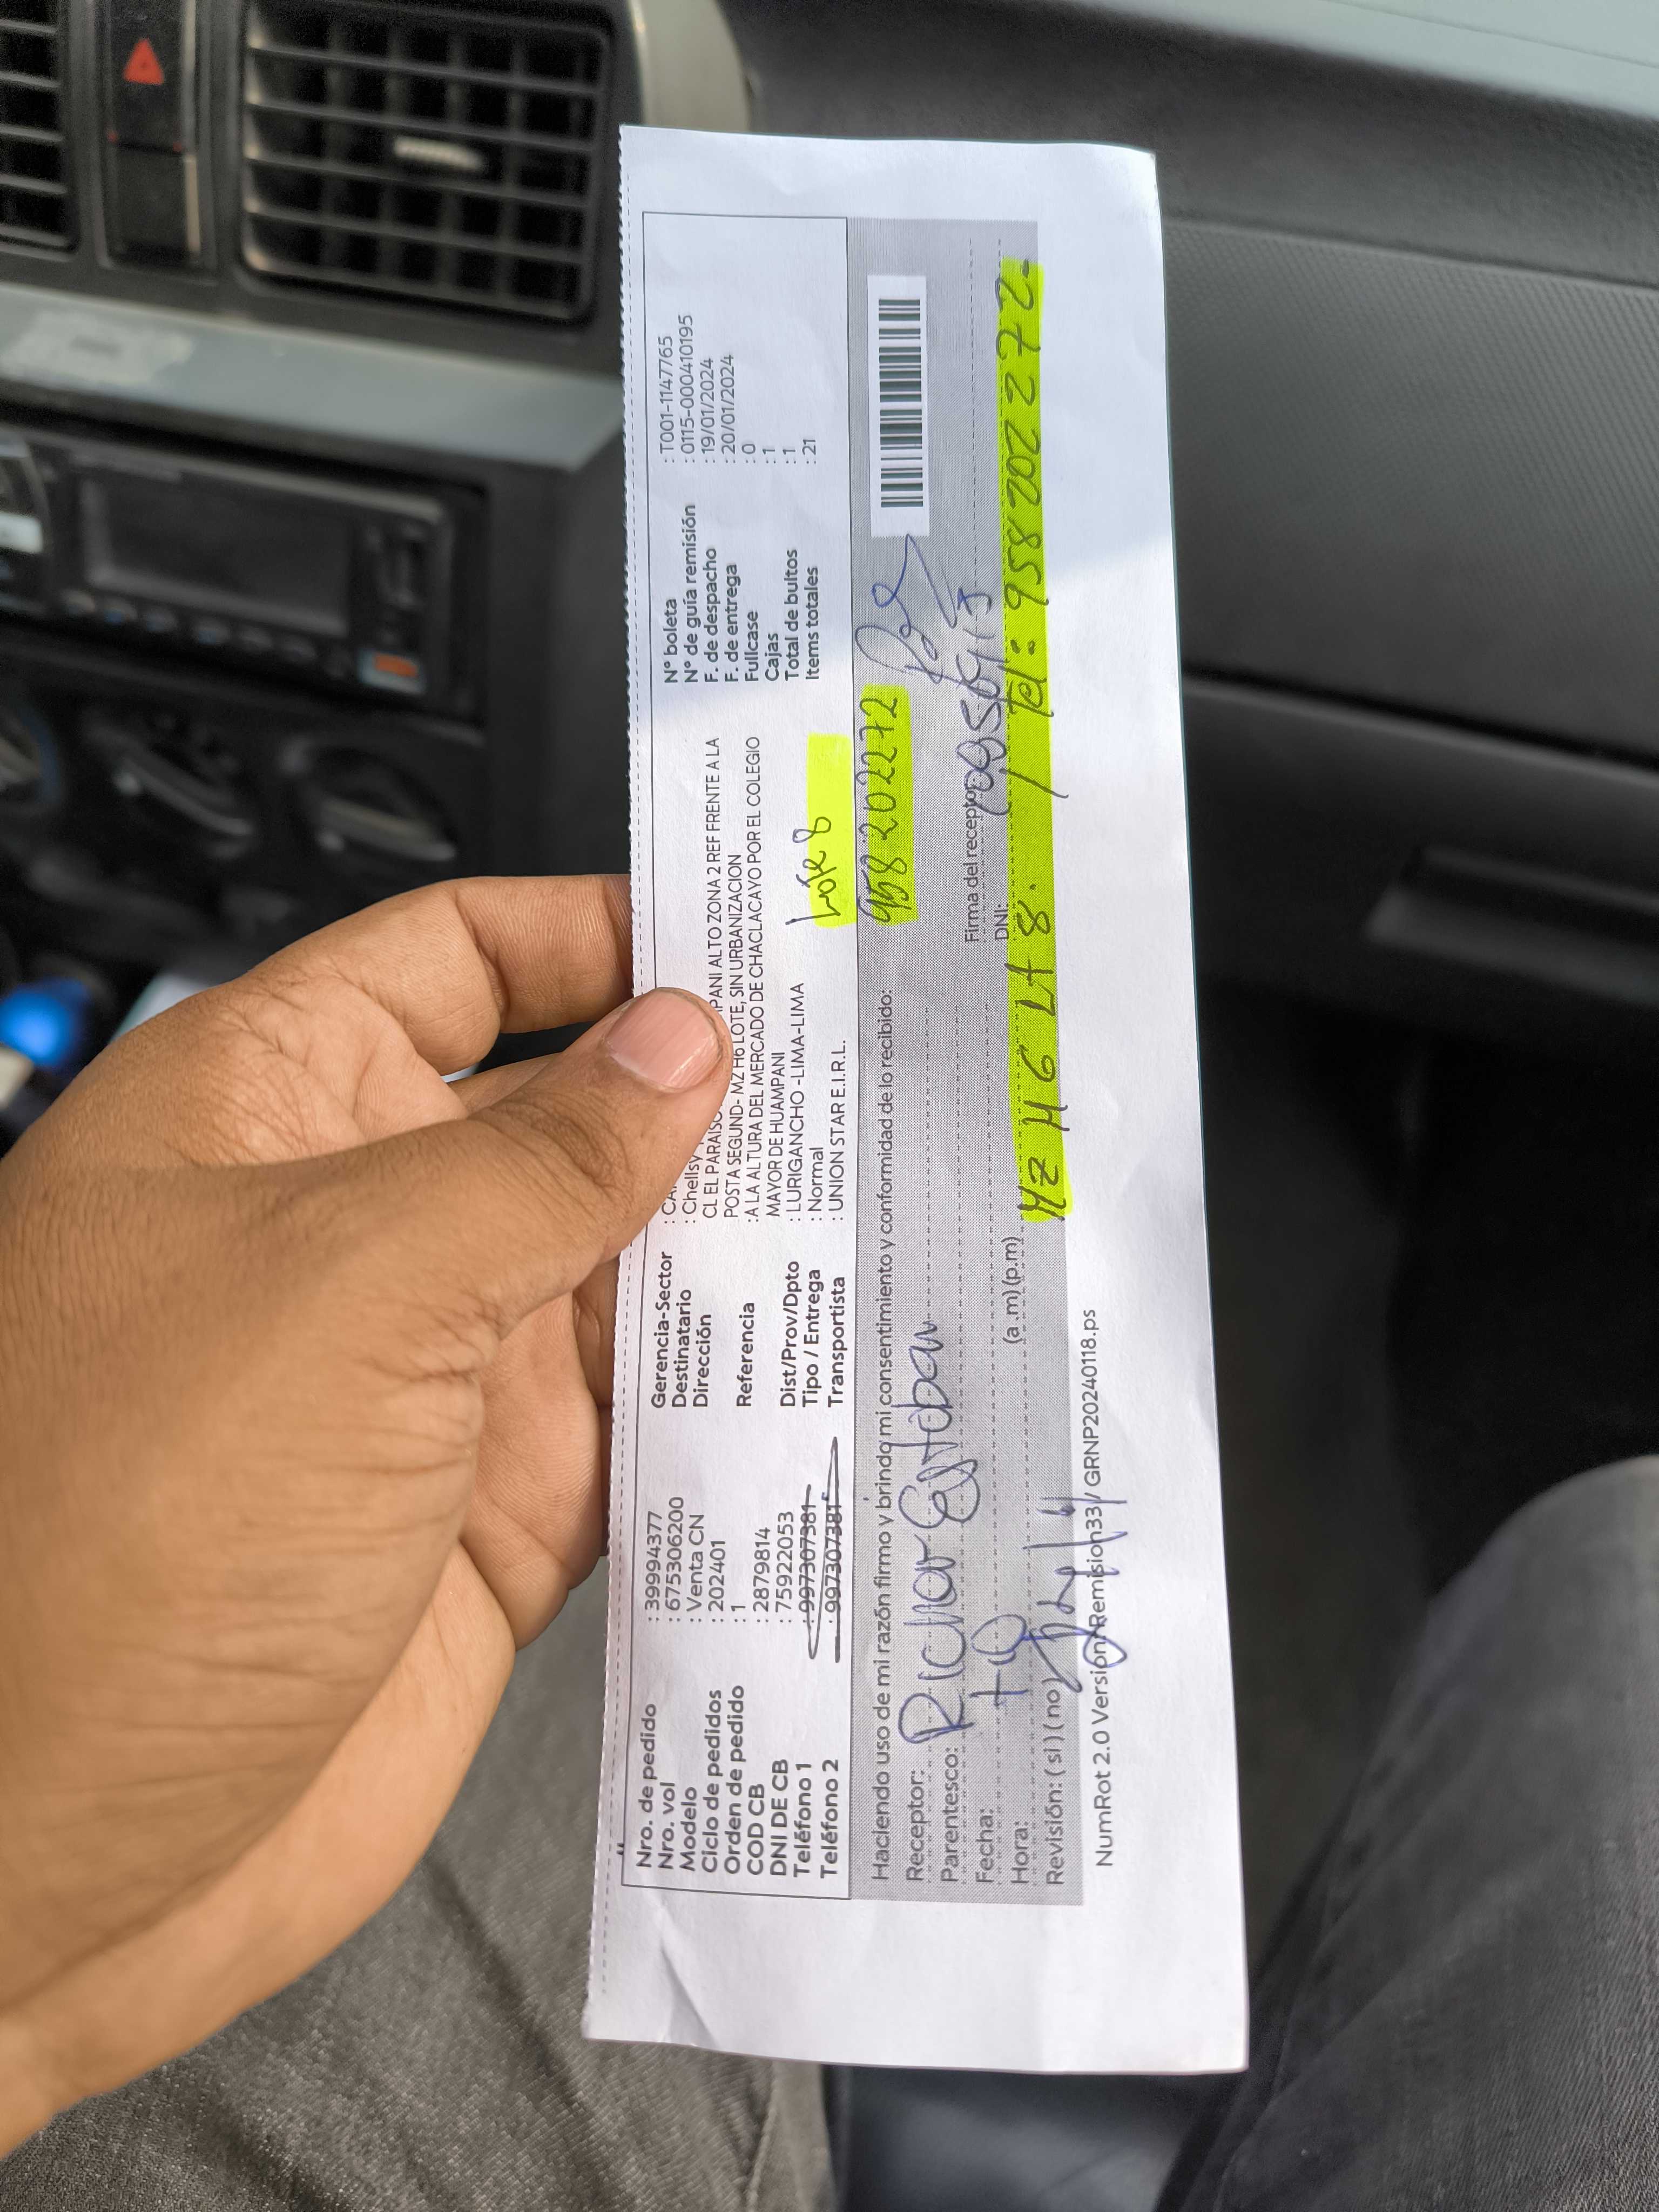 Nro. de pedido : 39994377
Nro. vol : 6753062​00
Modelo : Venta CN
Ciclo de pedidos : 202401
Orden de pedido : 1
COD CB : 2879814
DNI DE CB : 75922053
Teléfono 1 : 997307381
Teléfono 2 : 997307381
Gerencia-Sector
Destinatario : Chellsy
Dirección CL EL PARAISO ALTO ZONA 2 REF FRENTE A LA
POSTA SEGUND- MZ H6 LOTE, SIN URBANIZACION
Referencia : A LA ALTURA DEL MERCADO DE CHACLACAYO POR EL COLEGIO
MAYOR DE HUAMPANI
Dist/Prov/Dpto : LURIGANCHO -LIMA-LIMA
Tipo / Entrega : Normal
Transportista : UNION STAR E.I.R.L.
Lote 8
N° boleta : T001-1147765
N° de guía remisión : 0115-000410195
F. de despacho : 19/01/2024
F. de entrega : 20/01/2024
Fullcase : 0
Cajas : 1
Total de bultos : 1
Items totales : 21
Haciendo uso de mi razón firmo y brindo mi consentimiento y conformidad de lo recibido:
958202272
Receptor: Richar Esteban
Parentesco: tio
Fecha:
Hora: (a.m) (p.m)
Revisión: ( si ) ( no )
Firma del receptor:
DNI:
Mz H6 Lt 8. / Tel: 958202272
NumRot 2.0 Version/Remision33 / GRNP20240118.ps